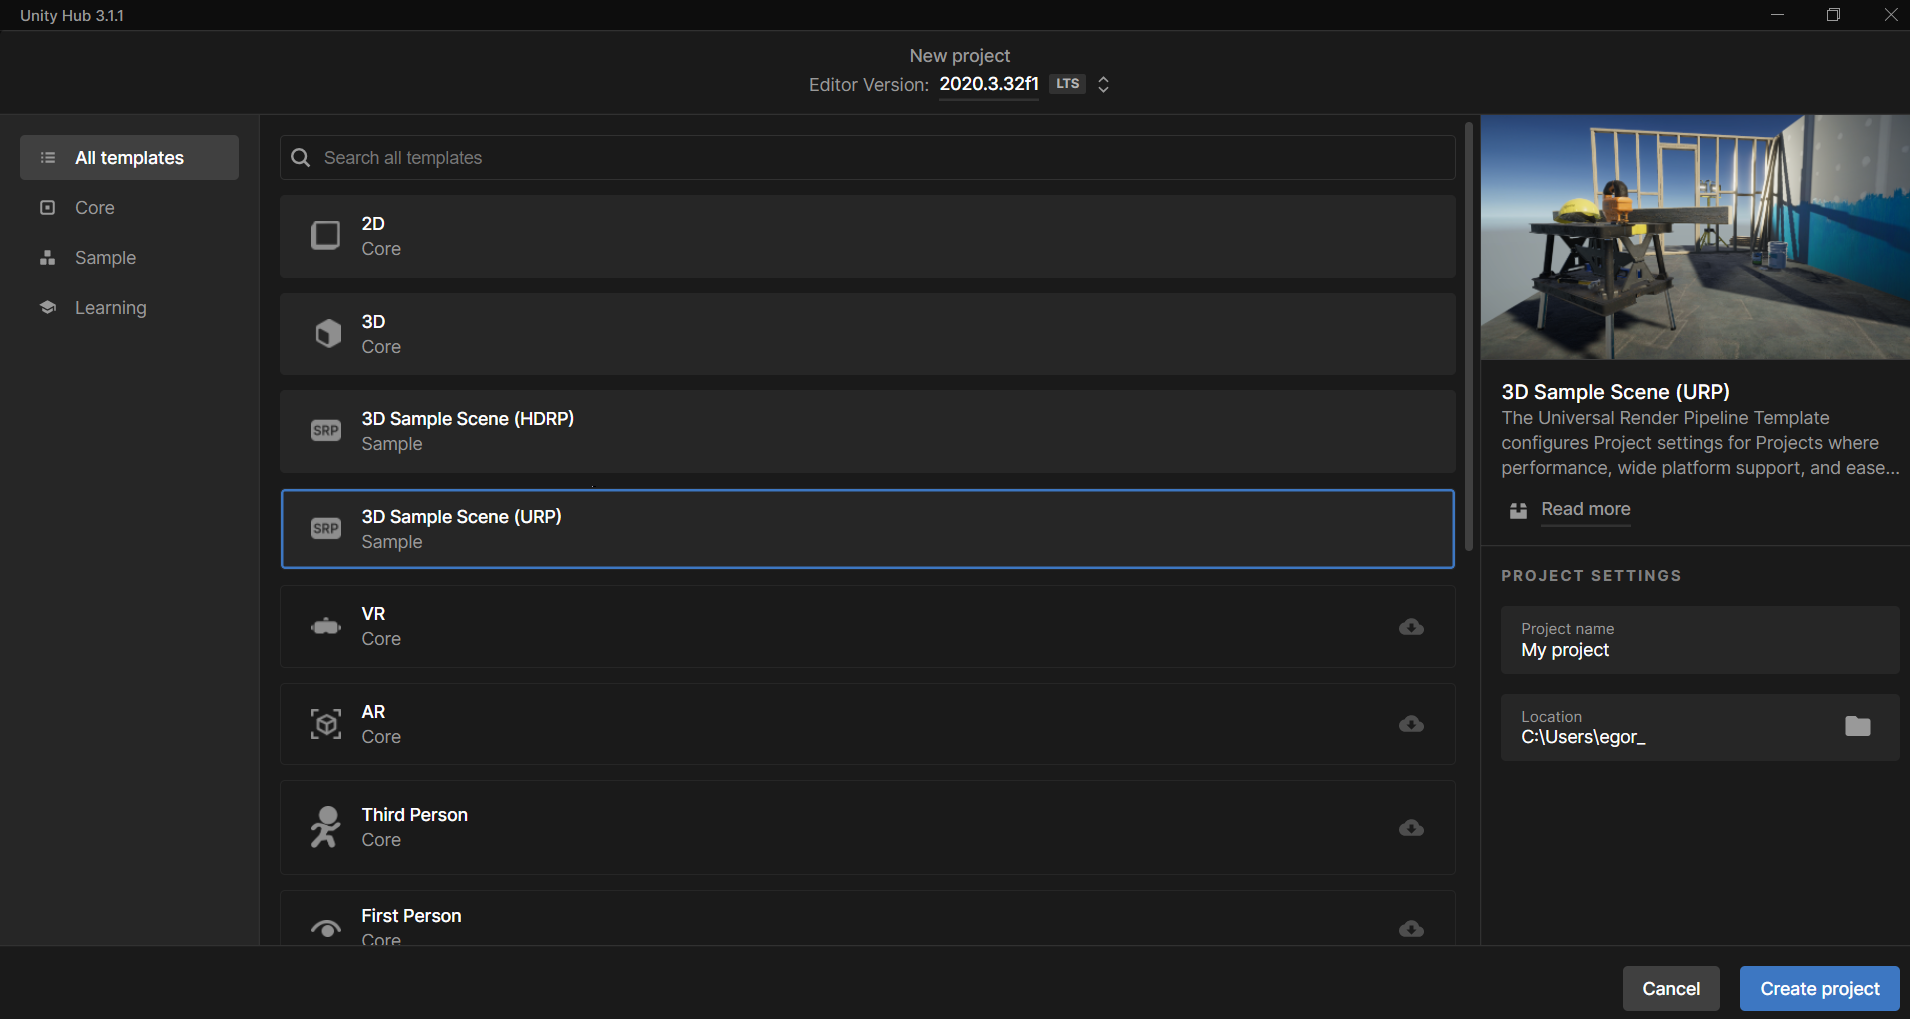 Unity Hub 3.1.1
New project
Editor Version: 2020.3.32f1 LTS
All templates
Core
Sample
Learning
Search all templates
2D
Core
3D
Core
SRP
3D Sample Scene (HDRP)
Sample
SRP
3D Sample Scene (URP)
Sample
VR
Core
AR
Core
Third Person
Core
First Person
Core
3D Sample Scene (URP)
The Universal Render Pipeline Template
configures Project settings for Projects where
performance, wide platform support, and ease...
Read more
PROJECT SETTINGS
Project name
My project
Location
C:\Users\egor_
Cancel
Create project